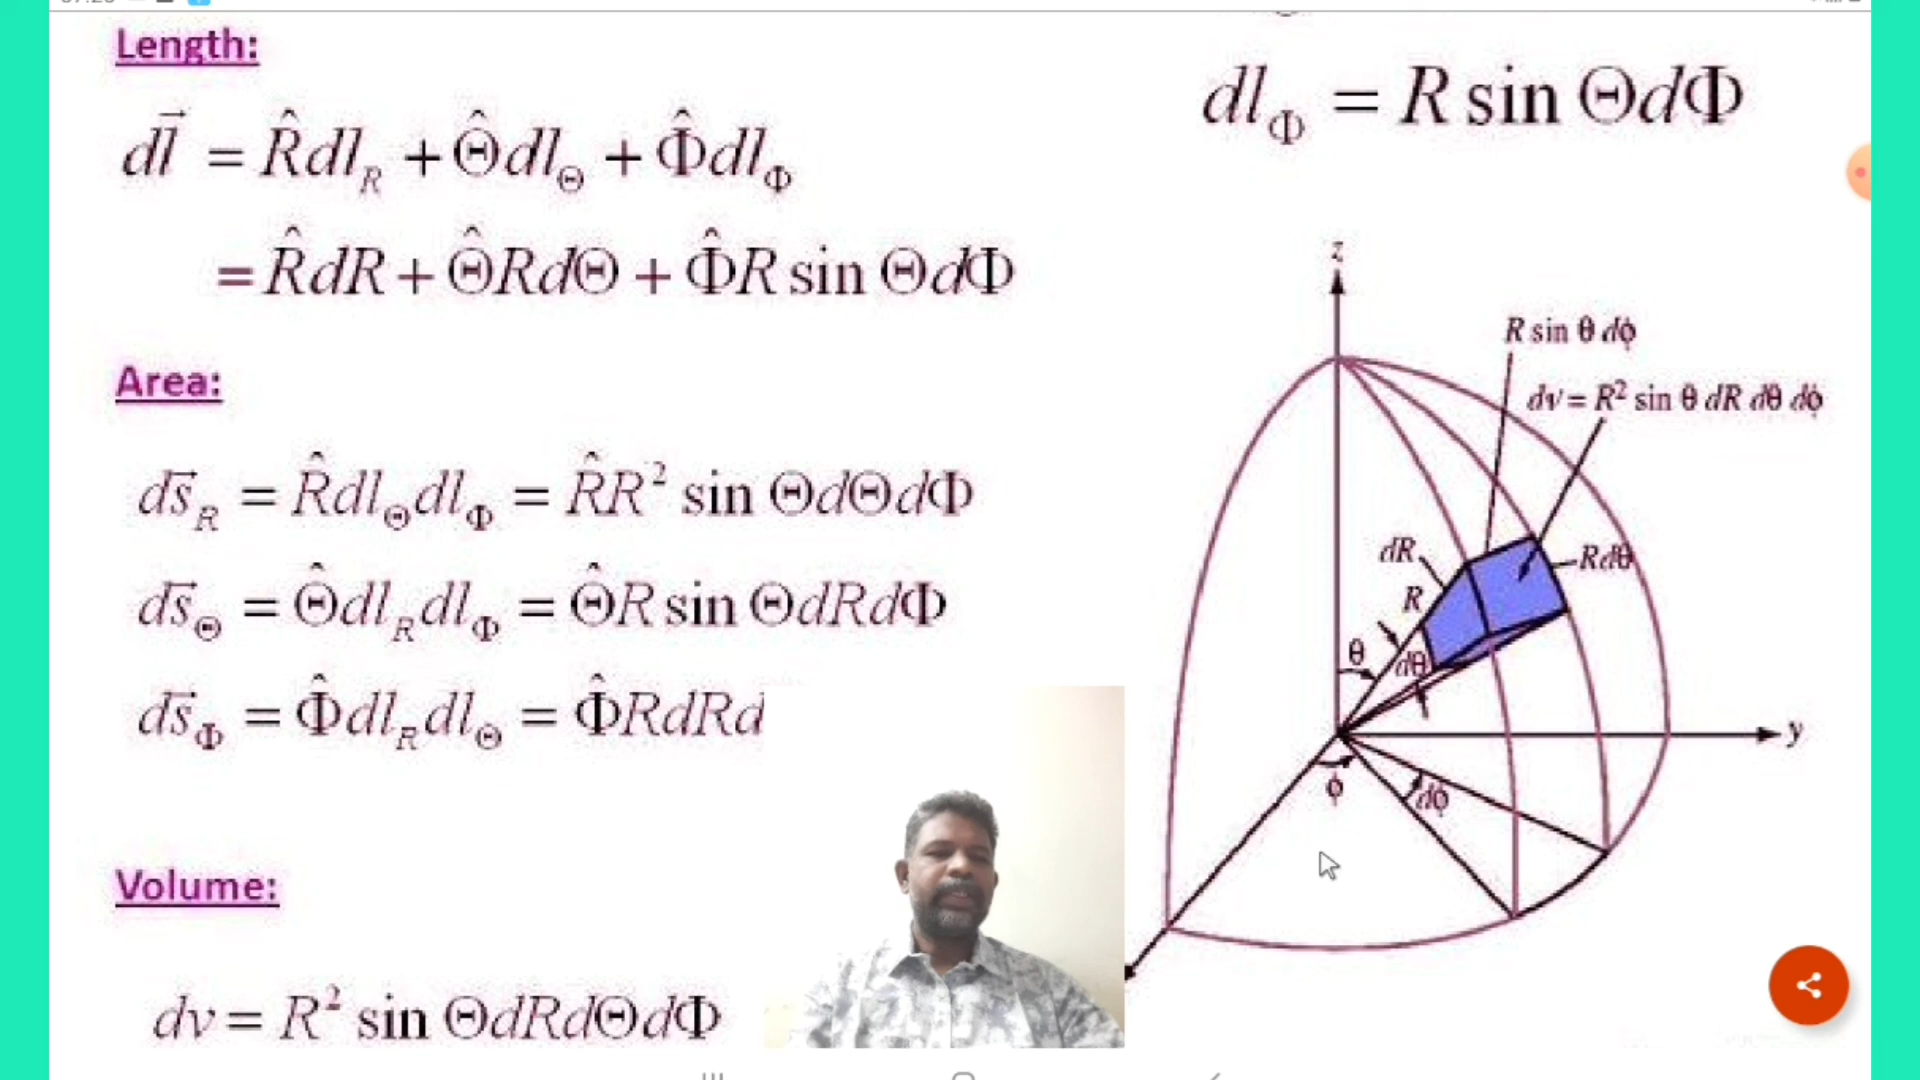 Length:
dl⃗ = R̂dl_R + Θ̂dl_Θ + Φ̂dl_Φ
= R̂dR + Θ̂RdΘ + Φ̂R sin ΘdΦ
Area:
ds⃗_R = R̂dl_Θdl_Φ = R̂R² sin ΘdΘdΦ
ds⃗_Θ = Θ̂dl_Rdl_Φ = Θ̂R sin ΘdRdΦ
ds⃗_Φ = Φ̂dl_Rdl_Θ = Φ̂RdRd
Volume:
dv = R² sin ΘdRdΘdΦ
dl_Φ = R sin ΘdΦ
z
R sin θ dϕ
dv = R² sin θ dR dθ dϕ
dR
Rdθ
R
θ
dθ
y
ϕ
dϕ